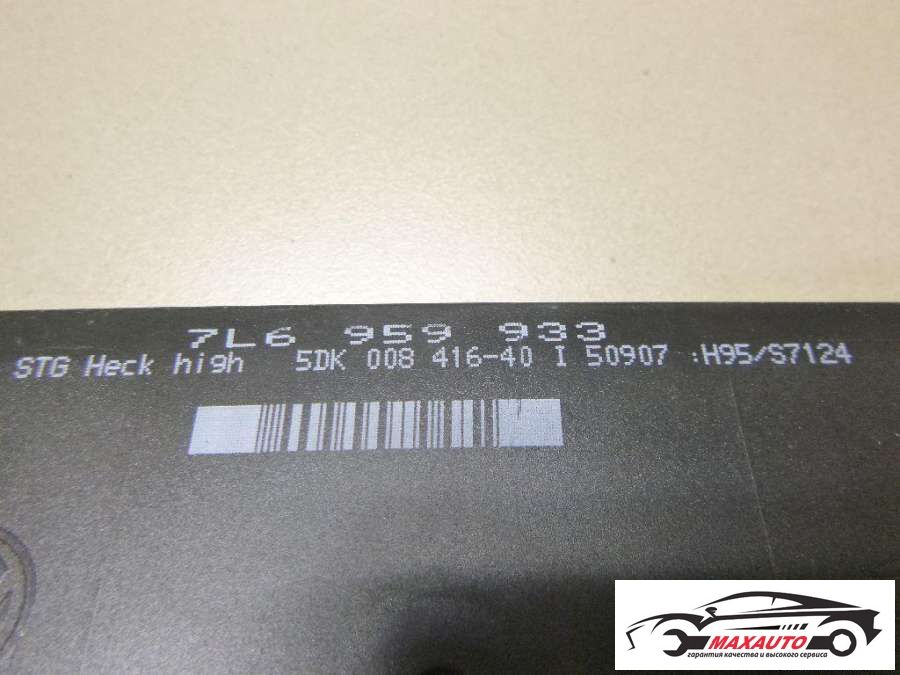 7L6 959 933
STG Heck high 5DK 008 416-40 I 50907 :H95/S7124
MAXAUTO
гарантия качества и высокого сервиса